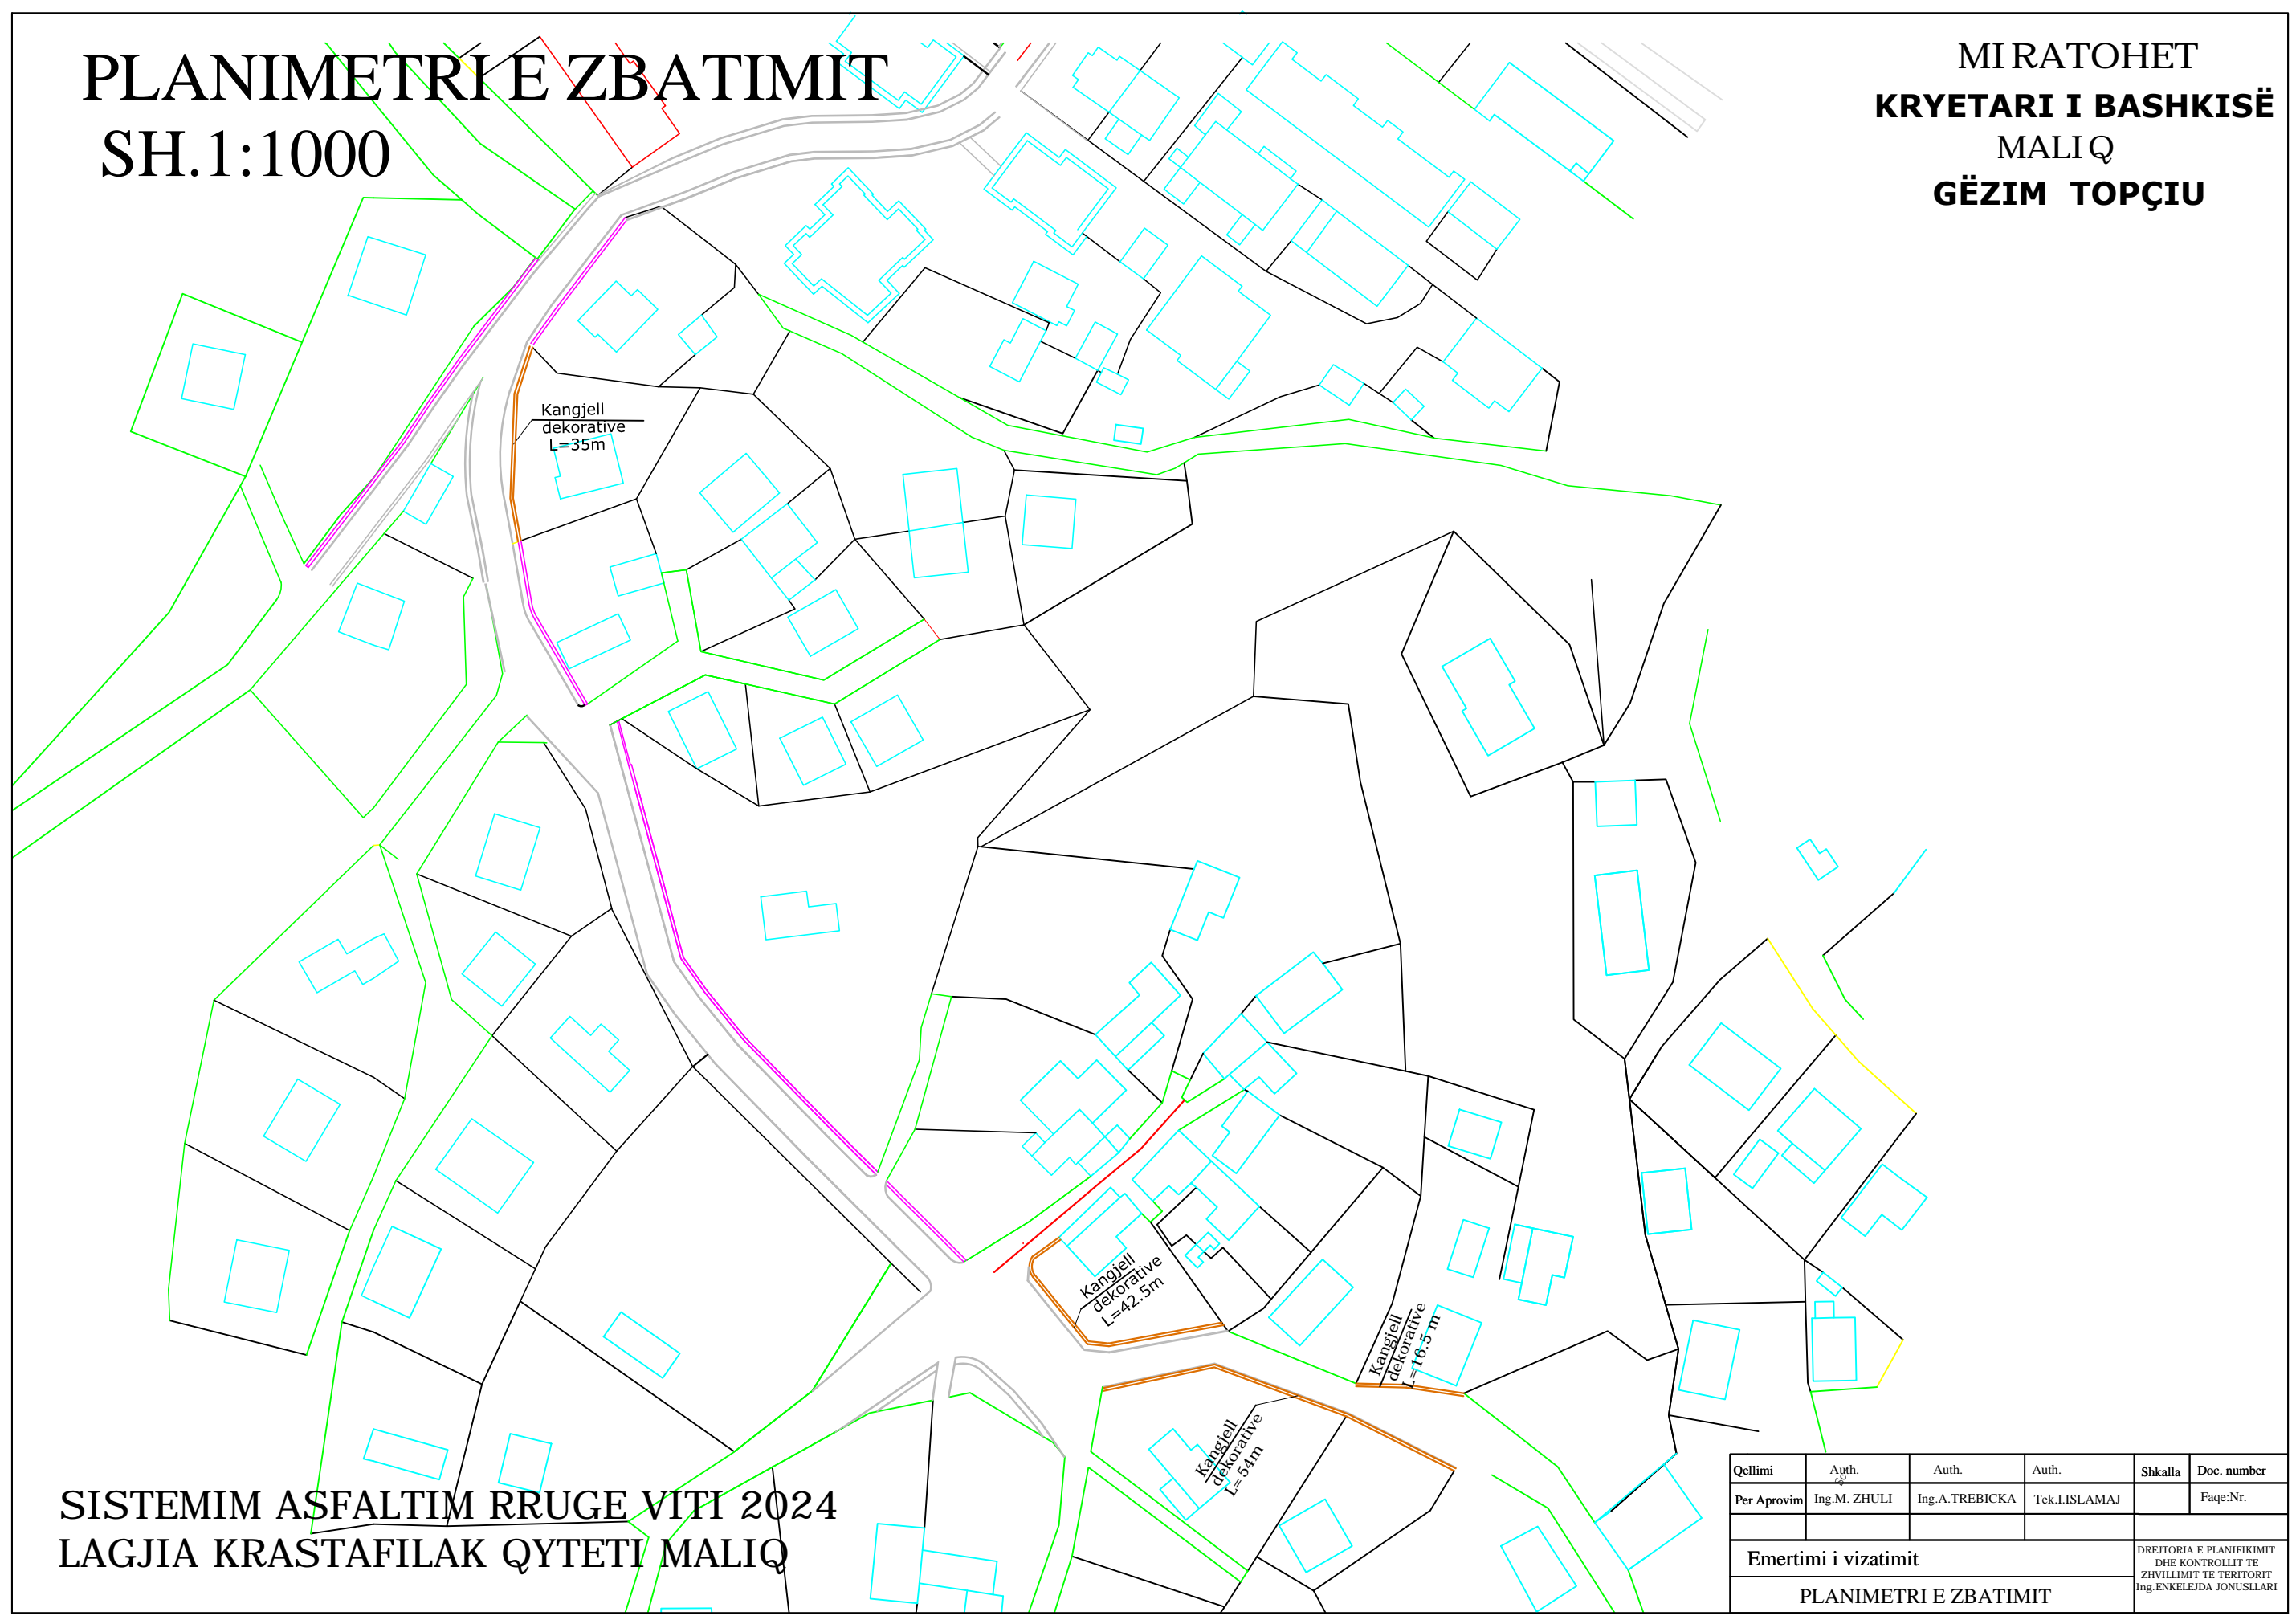 PLANIMETRI E ZBATIMIT
SH.1:1000
MIRATOHET
KRYETARI I BASHKISË
MALIQ
GËZIM TOPÇIU
Kangjell
dekorative
L=35m
Kangjell
dekorative
L=42.5m
Kangjell
dekorative
L=16.5 m
Kangjell
dekorative
L=54m
SISTEMIM ASFALTIM RRUGE VITI 2024
LAGJIA KRASTAFILAK QYTETI MALIQ
Qellimi Auth. Auth. Auth. Shkalla Doc. number
Per Aprovim Ing.M. ZHULI Ing.A.TREBICKA Tek.I.ISLAMAJ Faqe:Nr.
Emertimi i vizatimit
PLANIMETRI E ZBATIMIT
DREJTORIA E PLANIFIKIMIT
DHE KONTROLLIT TE
ZHVILLIMIT TE TERITORIT
Ing.ENKELEJDA JONUSLLARI